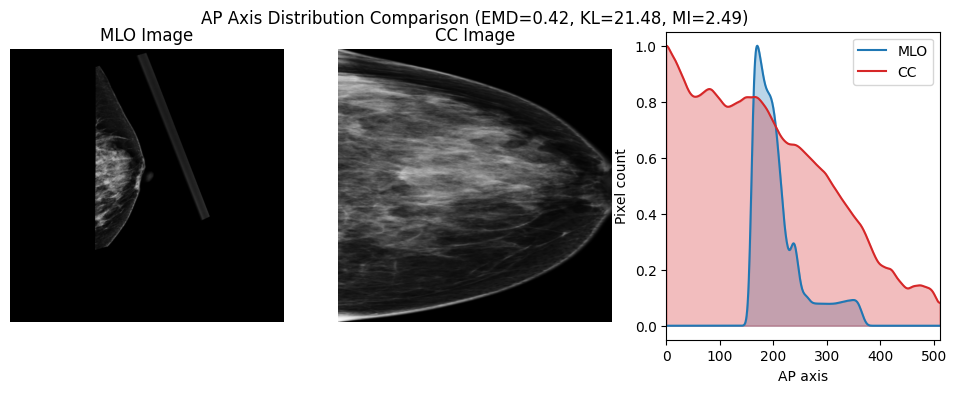 AP Axis Distribution Comparison (EMD=0.42, KL=21.48, MI=2.49)
MLO Image
CC Image
MLO
CC
Pixel count
1.0
0.8
0.6
0.4
0.2
0.0
0 100 200 300 400 500
AP axis